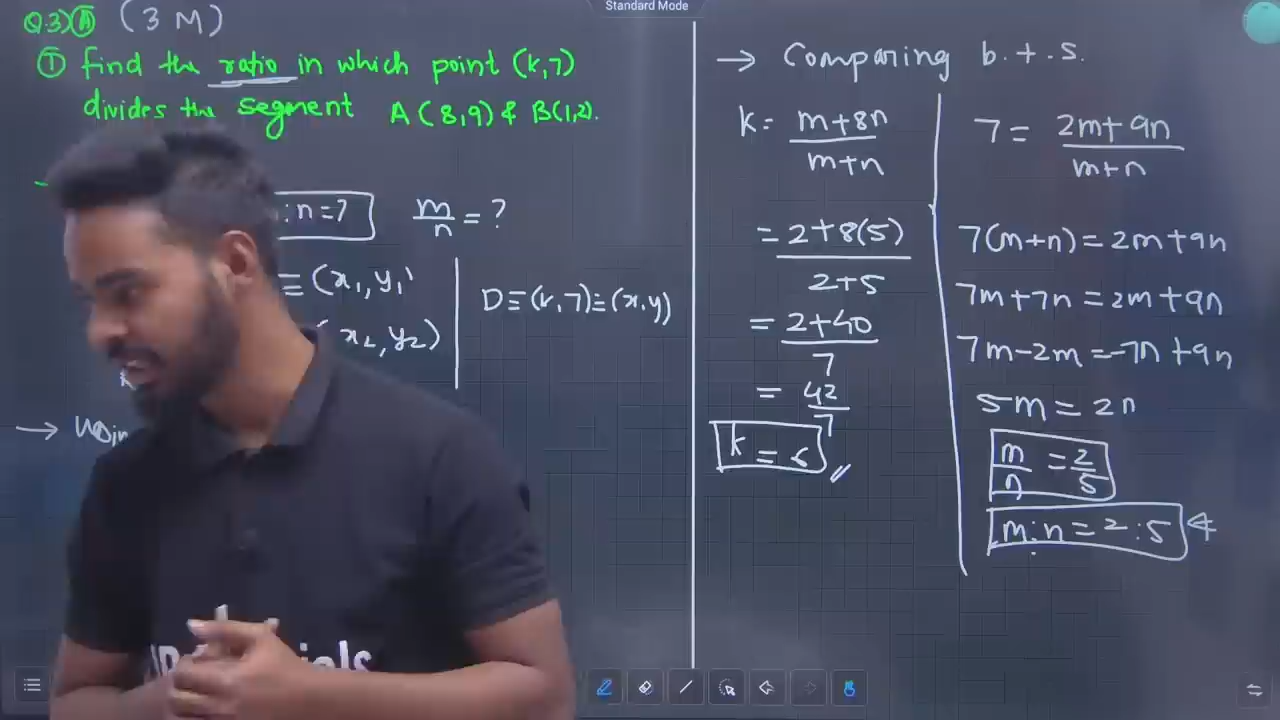 Standard Mode
Q.3) A (3 M)
① find the ratio in which point (k,7)
divides the segment A(8,9) & B(1,2).
:n=?
m/n = ?
≡ (x₁, y₁)
(x₂, y₂)
D≡(k,7)≡(x,y)
→ Using
→ Comparing b.t.s.
k = m+8n / m+n
= 2+8(5) / 2+5
= 2+40 / 7
= 42 / 7
k = 6
7 = 2m+9n / m+n
7(m+n) = 2m+9n
7m+7n = 2m+9n
7m-2m = -7n+9n
5m = 2n
m/n = 2/5
m:n = 2:5